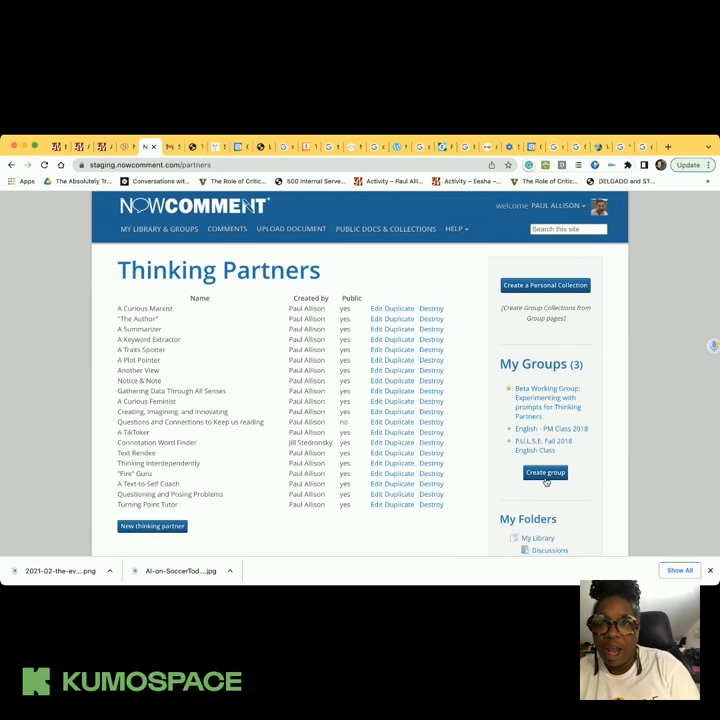 staging.nowcomment.com/partners
Update
Apps
The Absolutely Tr...
Conversations wit...
The Role of Critic...
500 Internal Serve...
Activity – Paul Alli...
Activity – Eesha –...
The Role of Critic...
DELGADO and ST...
NOWCOMMENT®
welcome PAUL ALLISON
MY LIBRARY & GROUPS COMMENTS UPLOAD DOCUMENT PUBLIC DOCS & COLLECTIONS HELP
Search this site
Thinking Partners
Name Created by Public
A Curious Marxist Paul Allison yes Edit Duplicate Destroy
"The Author" Paul Allison yes Edit Duplicate Destroy
A Summarizer Paul Allison yes Edit Duplicate Destroy
A Keyword Extractor Paul Allison yes Edit Duplicate Destroy
A Traits Spotter Paul Allison yes Edit Duplicate Destroy
A Plot Pointer Paul Allison yes Edit Duplicate Destroy
Another View Paul Allison yes Edit Duplicate Destroy
Notice & Note Paul Allison yes Edit Duplicate Destroy
Gathering Data Through All Senses Paul Allison yes Edit Duplicate Destroy
A Curious Feminist Paul Allison yes Edit Duplicate Destroy
Creating, Imagining, and Innovating Paul Allison yes Edit Duplicate Destroy
Questions and Connections to Keep us reading Paul Allison no Edit Duplicate Destroy
A TikToker Paul Allison yes Edit Duplicate Destroy
Connotation Word Finder Jill Stedronsky yes Edit Duplicate Destroy
Text Rendee Paul Allison yes Edit Duplicate Destroy
Thinking Interdependently Paul Allison yes Edit Duplicate Destroy
"Fire" Guru Paul Allison yes Edit Duplicate Destroy
A Text-to-Self Coach Paul Allison yes Edit Duplicate Destroy
Questioning and Posing Problems Paul Allison yes Edit Duplicate Destroy
Turning Point Tutor Paul Allison yes Edit Duplicate Destroy
New thinking partner
Create a Personal Collection
[Create Group Collections from
Group pages]
My Groups (3)
Beta Working Group:
Experimenting with
prompts for Thinking
Partners
English - PM Class 2018
P.U.L.S.E. Fall 2018
English Class
Create group
My Folders
My Library
Discussions
2021-02-the-ev....png
AI-on-SoccerTod....jpg
Show All
KUMOSPACE